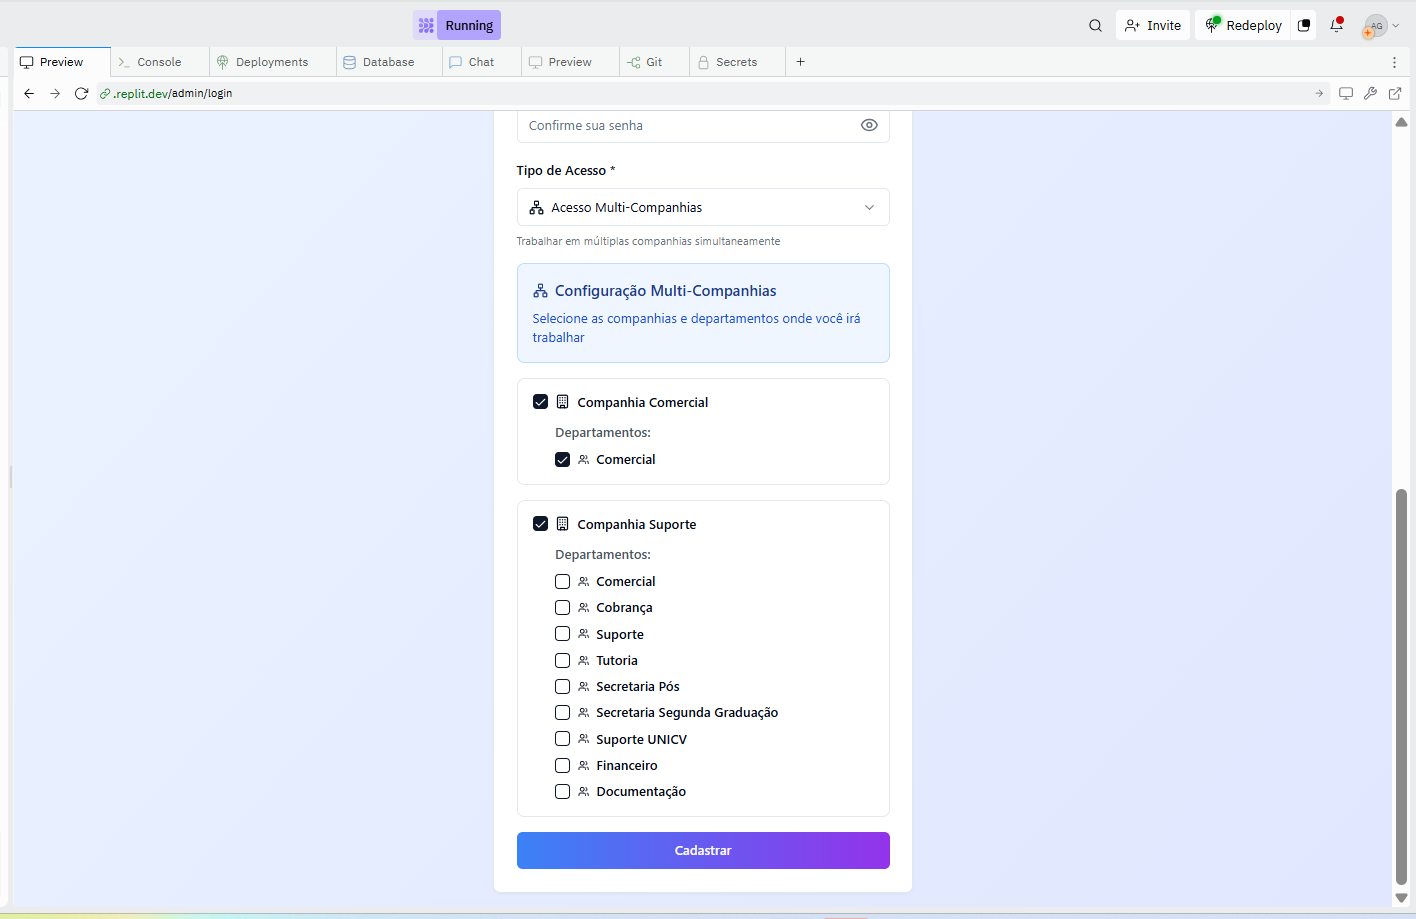 Running
Invite
Redeploy
AG
Preview
Console
Deployments
Database
Chat
Preview
Git
Secrets
.replit.dev/admin/login
Confirme sua senha
Tipo de Acesso *
Acesso Multi-Companhias
Trabalhar em múltiplas companhias simultaneamente
Configuração Multi-Companhias
Selecione as companhias e departamentos onde você irá
trabalhar
Companhia Comercial
Departamentos:
Comercial
Companhia Suporte
Departamentos:
Comercial
Cobrança
Suporte
Tutoria
Secretaria Pós
Secretaria Segunda Graduação
Suporte UNICV
Financeiro
Documentação
Cadastrar